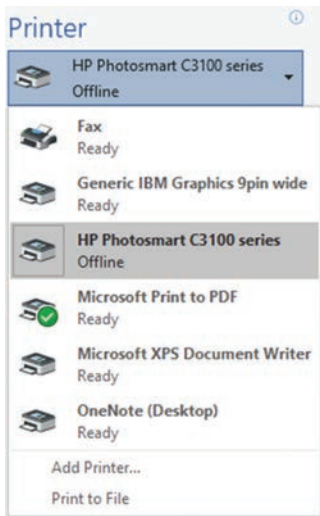 Printer
HP Photosmart C3100 series
Offline
Fax
Ready
Generic IBM Graphics 9pin wide
Ready
HP Photosmart C3100 series
Offline
Microsoft Print to PDF
Ready
Microsoft XPS Document Writer
Ready
OneNote (Desktop)
Ready
Add Printer...
Print to File